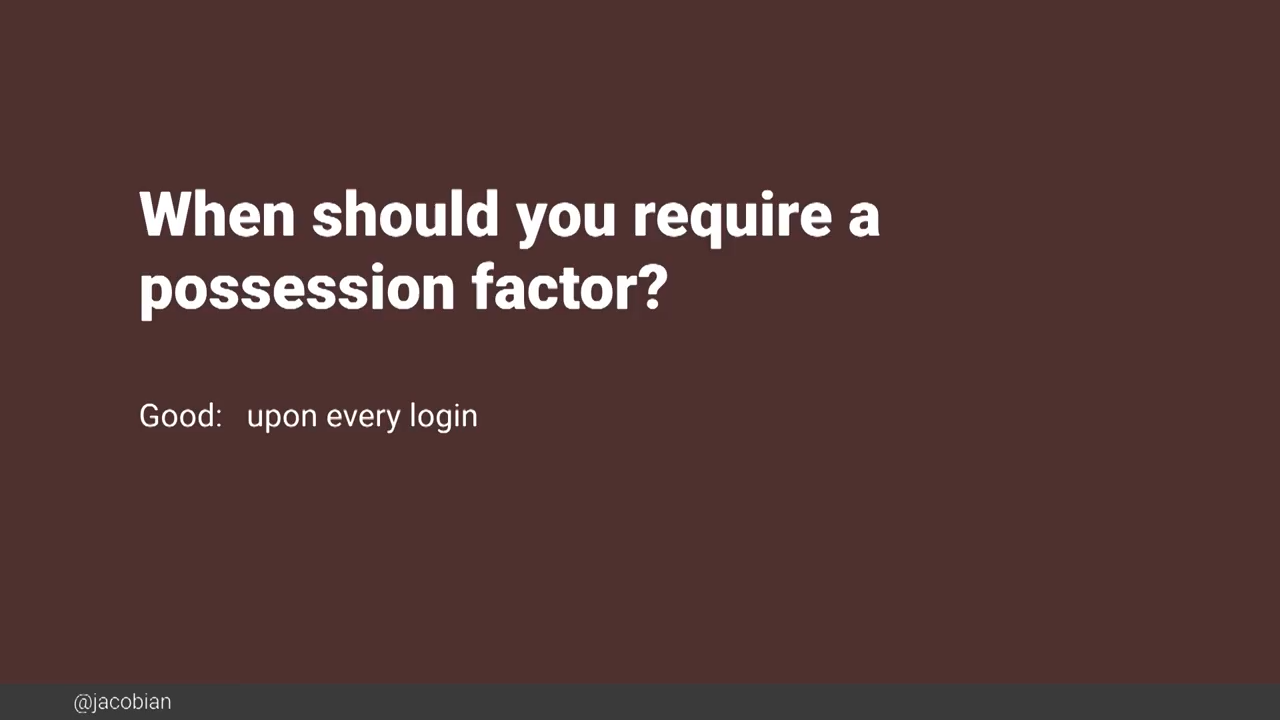 When should you require a
possession factor?
Good: upon every login
@jacobian